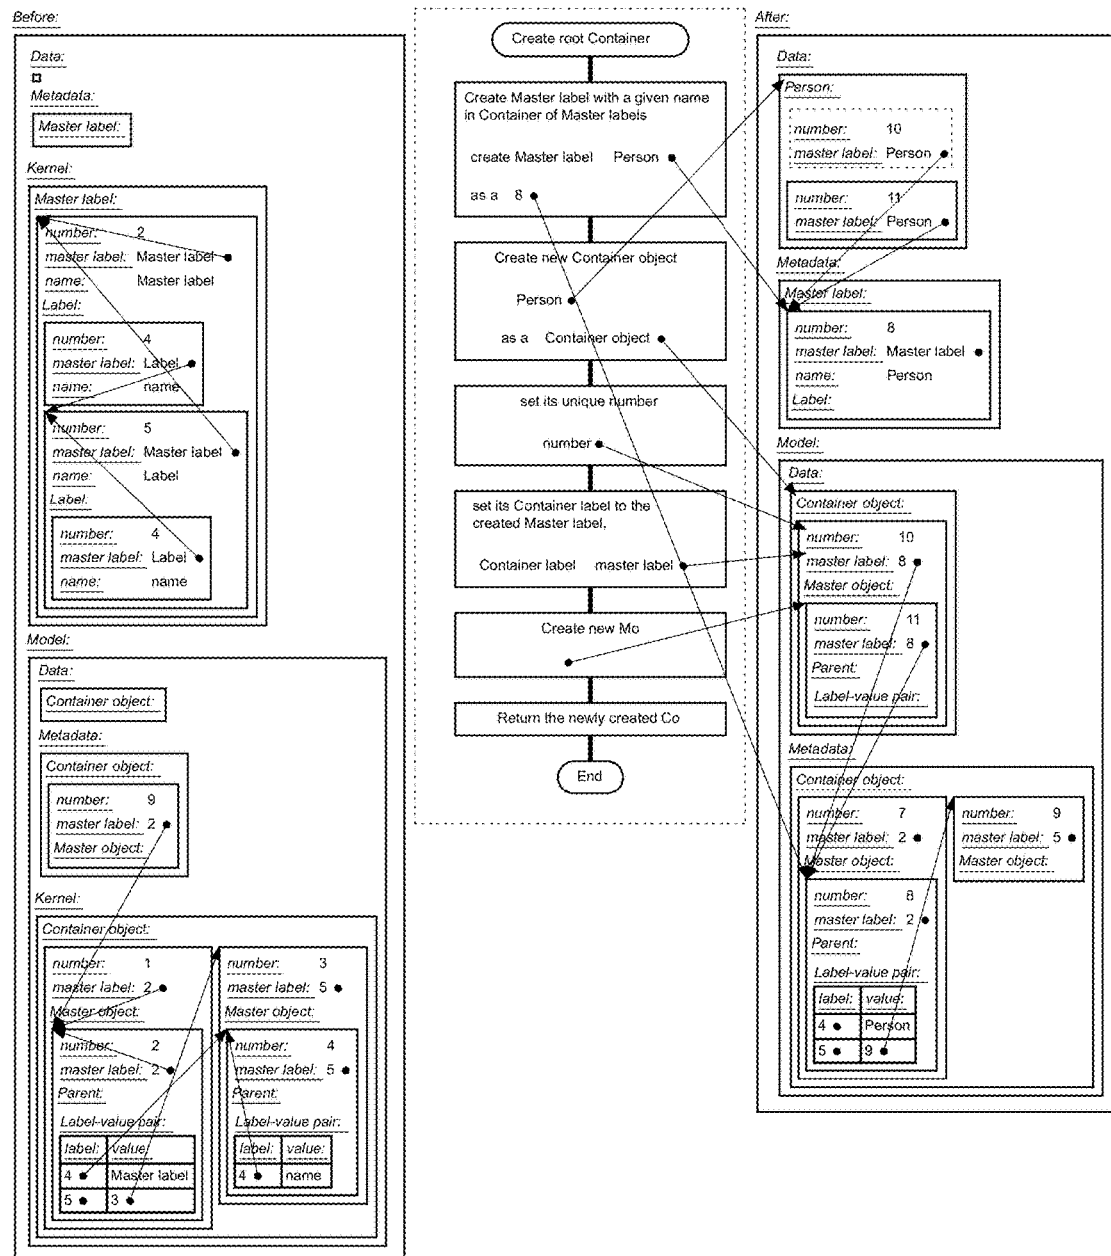 Before:
Data:
Metadata:
Master label:
Kernel:
Master label:
number: 2
master label: Master label
name: Master label
Label:
number: 4
master label: Label
name: name
number: 5
master label: Master label
name: Label
Label:
number: 4
master label: Label
name: name
Model:
Data:
Container object:
Metadata:
Container object:
number: 9
master label: 2
Master object:
Kernel:
Container object:
number: 1
master label: 2
Master object:
number: 2
master label: 2
Parent:
Label-value pair:
label: value:
4 Master label
5 3
number: 3
master label: 5
Master object:
number: 4
master label: 5
Parent:
Label-value pair:
label: value:
4 name
Create root Container
Create Master label with a given name
in Container of Master labels
create Master label Person
as a 8
Create new Container object
Person
as a Container object
set its unique number
number
set its Container label to the
created Master label,
Container label master label
Create new Mo
Return the newly created Co
End
After:
Data:
Person:
number: 10
master label: Person
number: 11
master label: Person
Metadata:
Master label:
number: 8
master label: Master label
name: Person
Label:
Model:
Data:
Container object:
number: 10
master label: 8
Master object:
number: 11
master label: 8
Parent:
Label-value pair:
Metadata:
Container object:
number: 7
master label: 2
Master object:
number: 8
master label: 2
Parent:
Label-value pair:
label: value:
4 Person
5 9
number: 9
master label: 5
Master object: